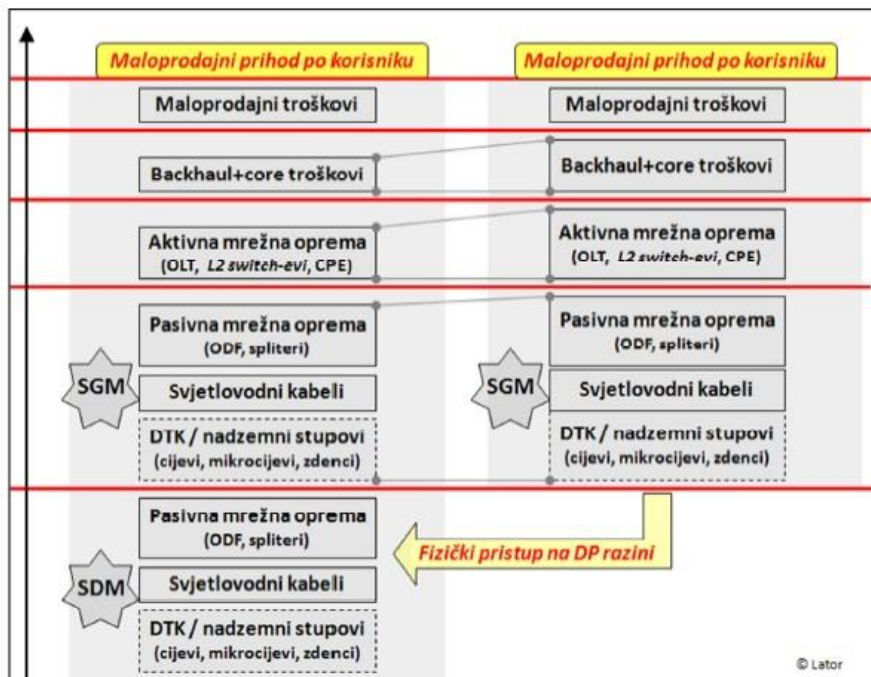 Maloprodajni prihod po korisniku
Maloprodajni troškovi
Backhaul+core troškovi
Aktivna mrežna oprema
(OLT, L2 switch-evi, CPE)
Pasivna mrežna oprema
(ODF, spliteri)
SGM
Svjetlovodni kabeli
DTK / nadzemni stupovi
(cijevi, mikrocijevi, zdenci)
Pasivna mrežna oprema
(ODF, spliteri)
SDM
Svjetlovodni kabeli
DTK / nadzemni stupovi
(cijevi, mikrocijevi, zdenci)
Maloprodajni prihod po korisniku
Maloprodajni troškovi
Backhaul+core troškovi
Aktivna mrežna oprema
(OLT, L2 switch-evi, CPE)
Pasivna mrežna oprema
(ODF, spliteri)
SGM
Svjetlovodni kabeli
DTK / nadzemni stupovi
(cijevi, mikrocijevi, zdenci)
Fizički pristup na DP razini
© Lator